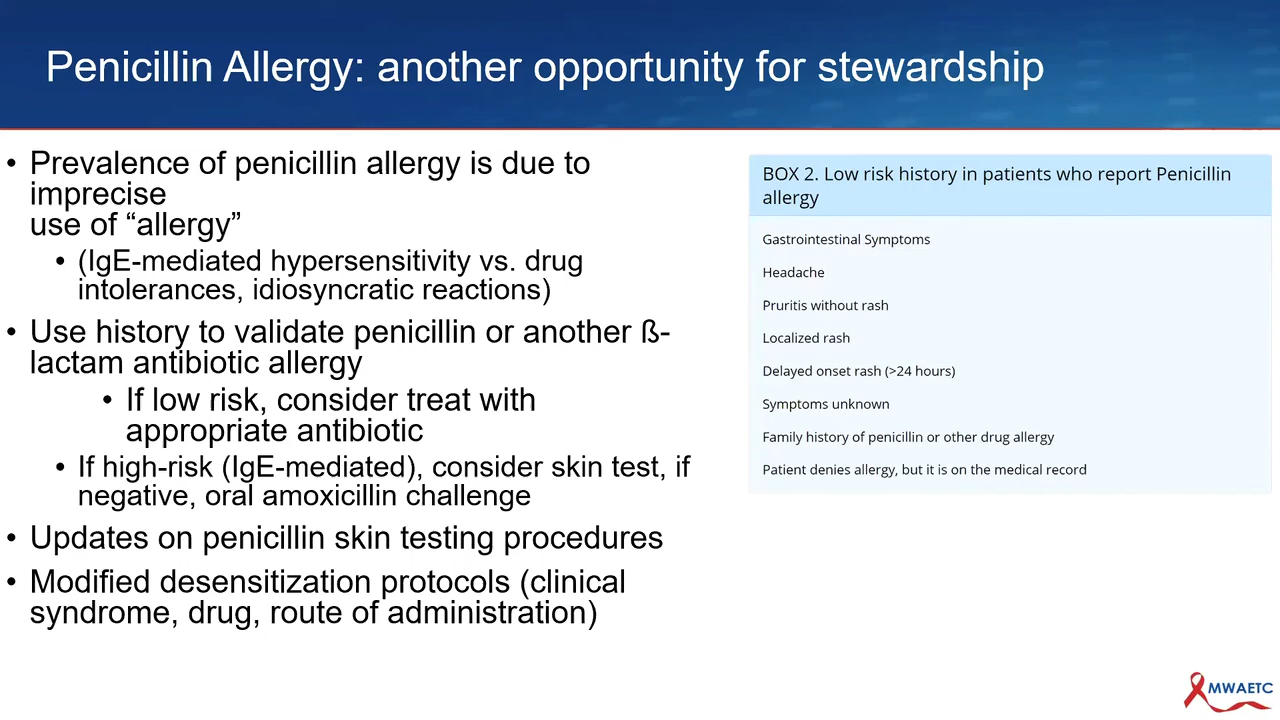 Penicillin Allergy: another opportunity for stewardship
• Prevalence of penicillin allergy is due to
imprecise
use of “allergy”
• (IgE-mediated hypersensitivity vs. drug
intolerances, idiosyncratic reactions)
• Use history to validate penicillin or another ß-
lactam antibiotic allergy
• If low risk, consider treat with
appropriate antibiotic
• If high-risk (IgE-mediated), consider skin test, if
negative, oral amoxicillin challenge
• Updates on penicillin skin testing procedures
• Modified desensitization protocols (clinical
syndrome, drug, route of administration)
BOX 2. Low risk history in patients who report Penicillin
allergy
Gastrointestinal Symptoms
Headache
Pruritis without rash
Localized rash
Delayed onset rash (>24 hours)
Symptoms unknown
Family history of penicillin or other drug allergy
Patient denies allergy, but it is on the medical record
MWAETC